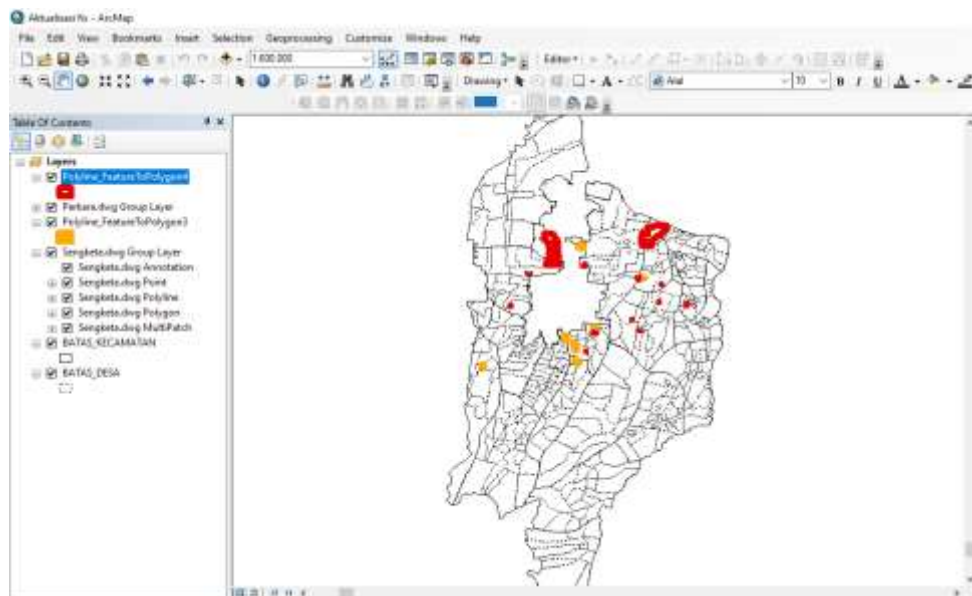 Aktualisasi fix - ArcMap
File Edit View Bookmarks Insert Selection Geoprocessing Customize Windows Help
Editor
Drawing
Arial
10
B I U A
Table Of Contents
Layers
Polyline_FeatureToPolygon4
Perkara.dwg Group Layer
Polyline_FeatureToPolygon3
Sengketa.dwg Group Layer
Sengketa.dwg Annotation
Sengketa.dwg Point
Sengketa.dwg Polyline
Sengketa.dwg Polygon
Sengketa.dwg MultiPatch
BATAS_KECAMATAN
BATAS_DESA